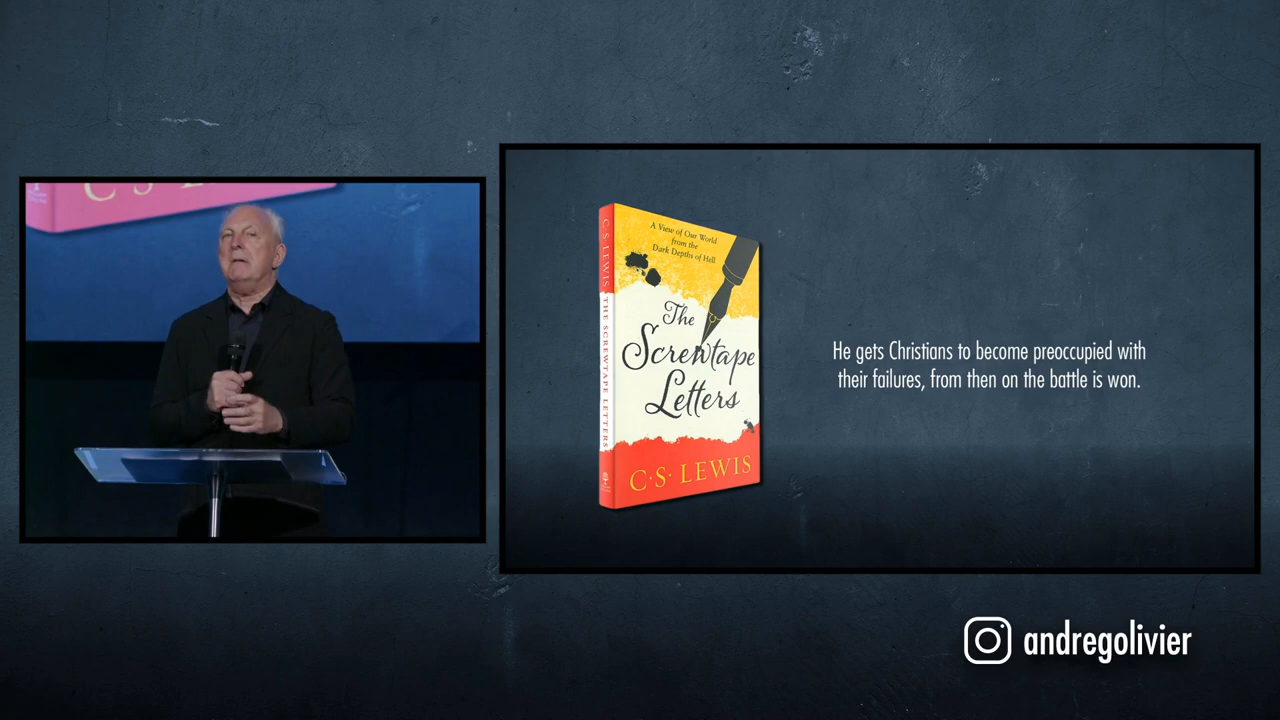 C·S· L
A View of Our World
from the
Dark Depths of Hell
C·S·LEWIS THE SCREWTAPE LETTERS
The
Screwtape
Letters
C·S· LEWIS
He gets Christians to become preoccupied with
their failures, from then on the battle is won.
andregolivier